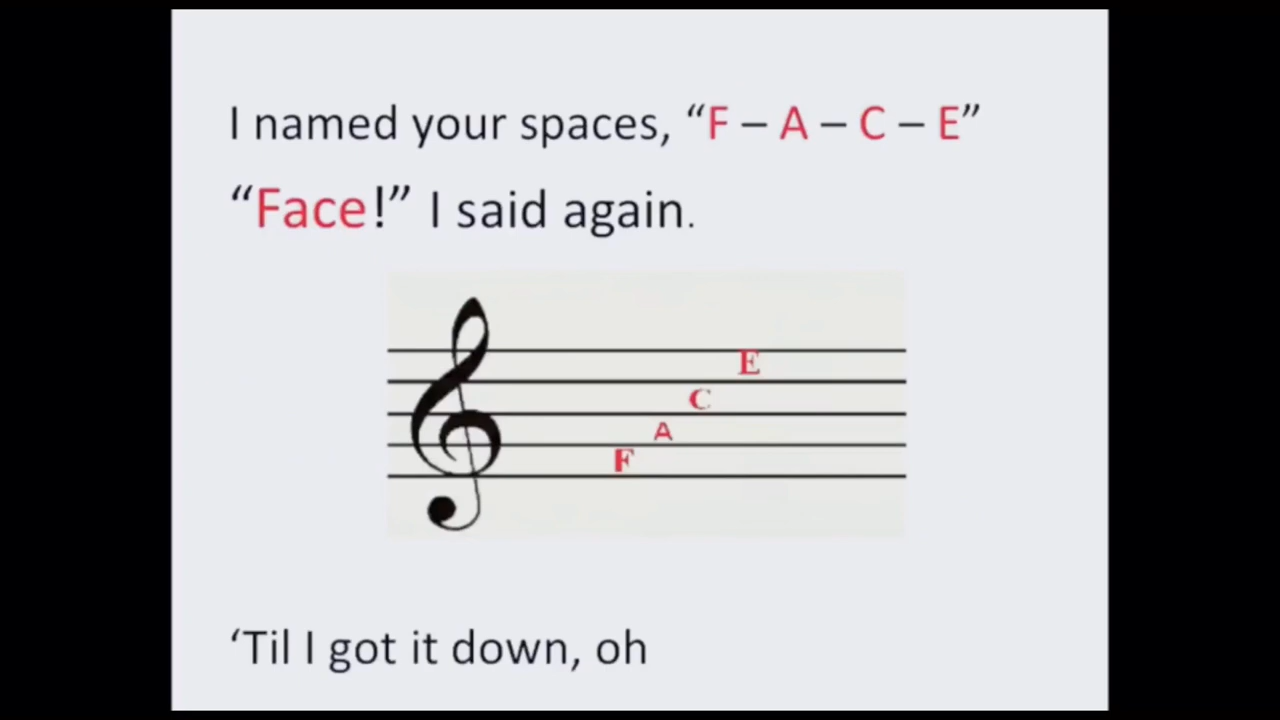 I named your spaces, “F – A – C – E”
“Face!” I said again.
E
C
A
F
‘Til I got it down, oh